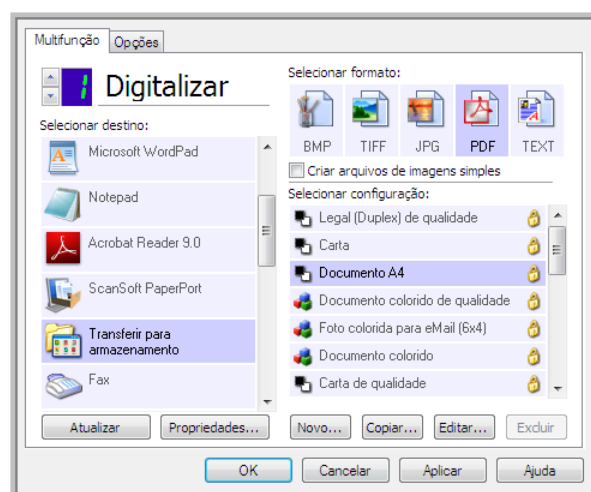 Multifunção
Opções
1
Digitalizar
Selecionar destino:
Microsoft WordPad
Notepad
Acrobat Reader 9.0
ScanSoft PaperPort
Transferir para
armazenamento
Fax
Atualizar
Propriedades...
Selecionar formato:
BMP
TIFF
JPG
PDF
TEXT
Criar arquivos de imagens simples
Selecionar configuração:
Legal (Duplex) de qualidade
Carta
Documento A4
Documento colorido de qualidade
Foto colorida para eMail (6x4)
Documento colorido
Carta de qualidade
Novo...
Copiar...
Editar...
Excluir
OK
Cancelar
Aplicar
Ajuda